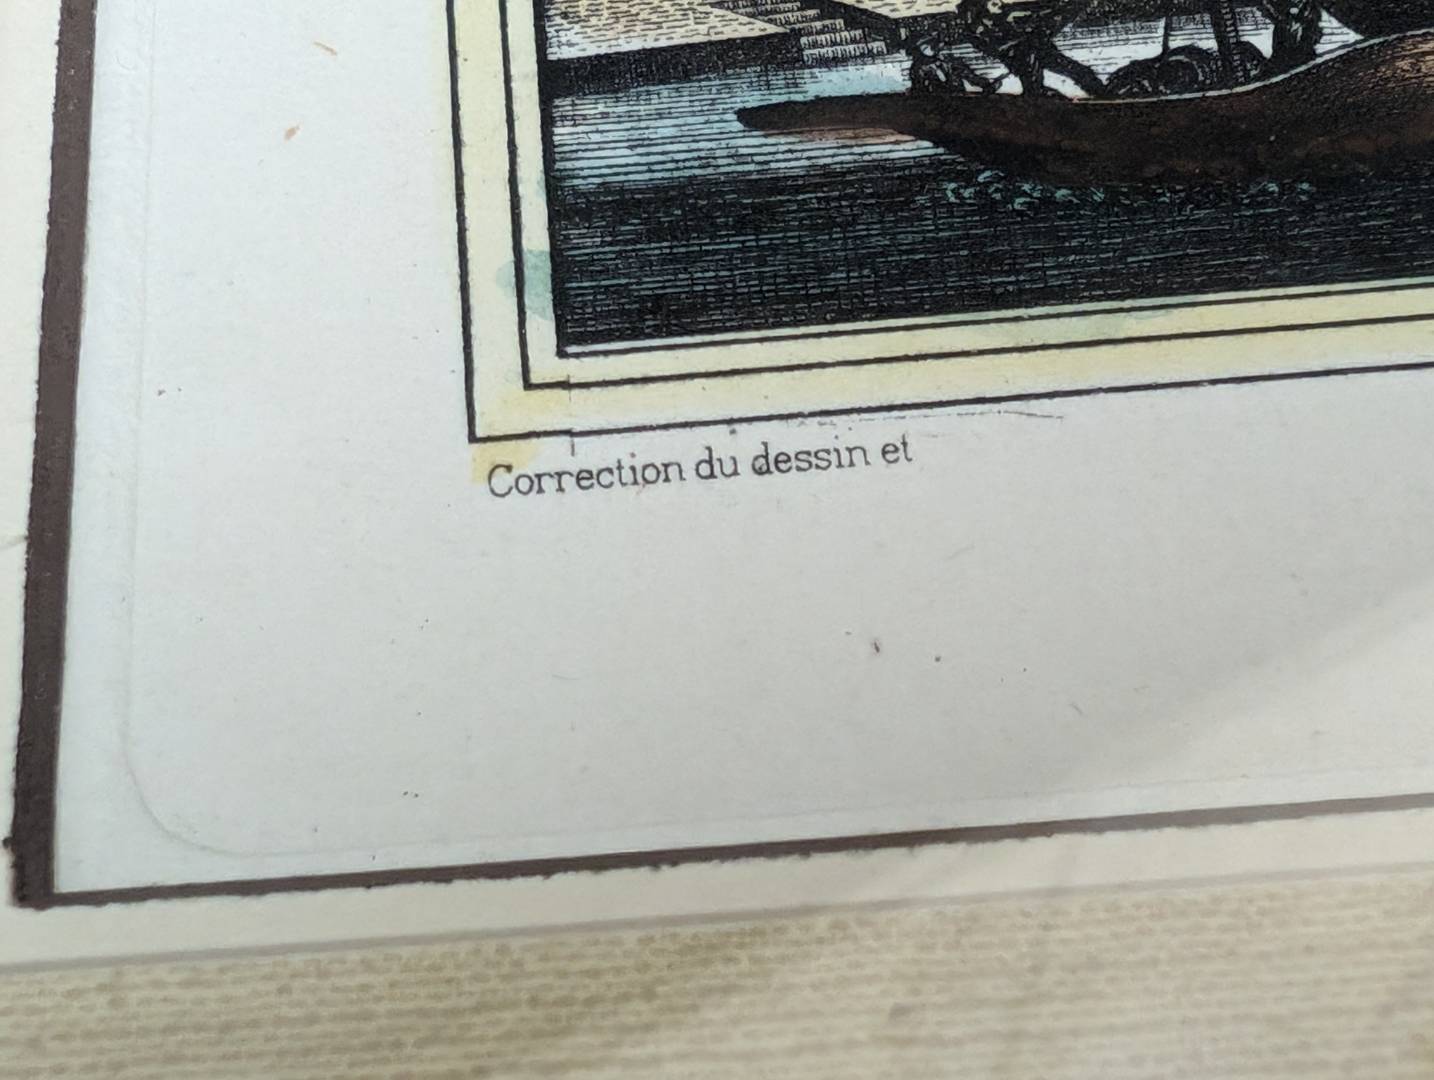 Correction du dessin et